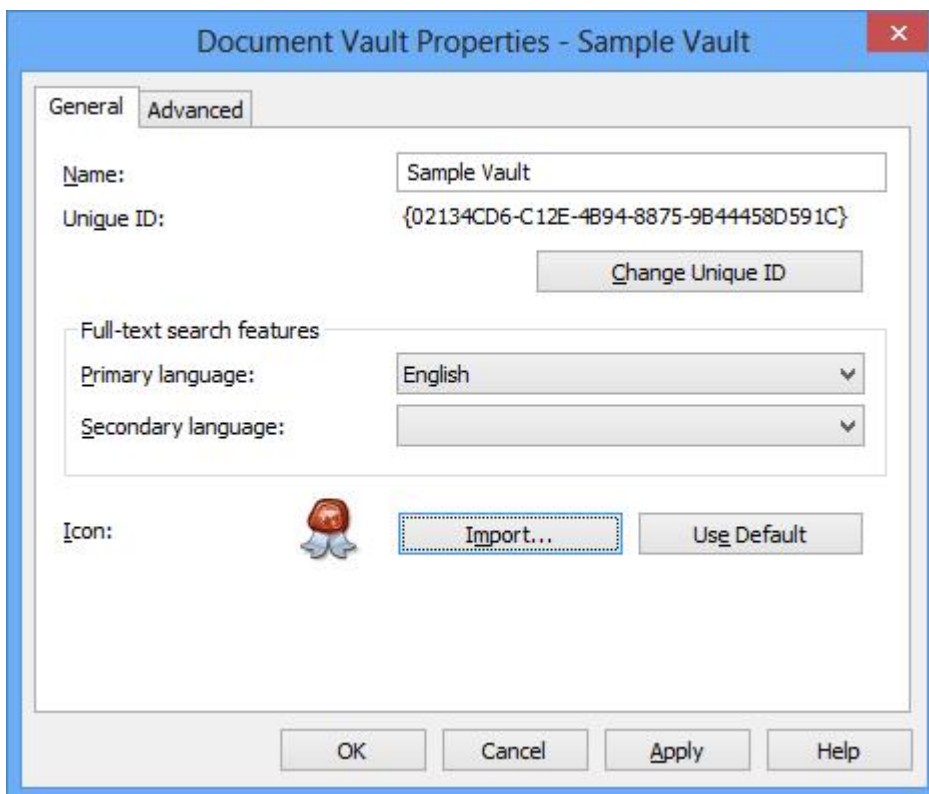 Document Vault Properties - Sample Vault
General Advanced
Name: Sample Vault
Unique ID: {02134CD6-C12E-4B94-8875-9B44458D591C}
Change Unique ID
Full-text search features
Primary language: English
Secondary language:
Icon: Import... Use Default
OK Cancel Apply Help